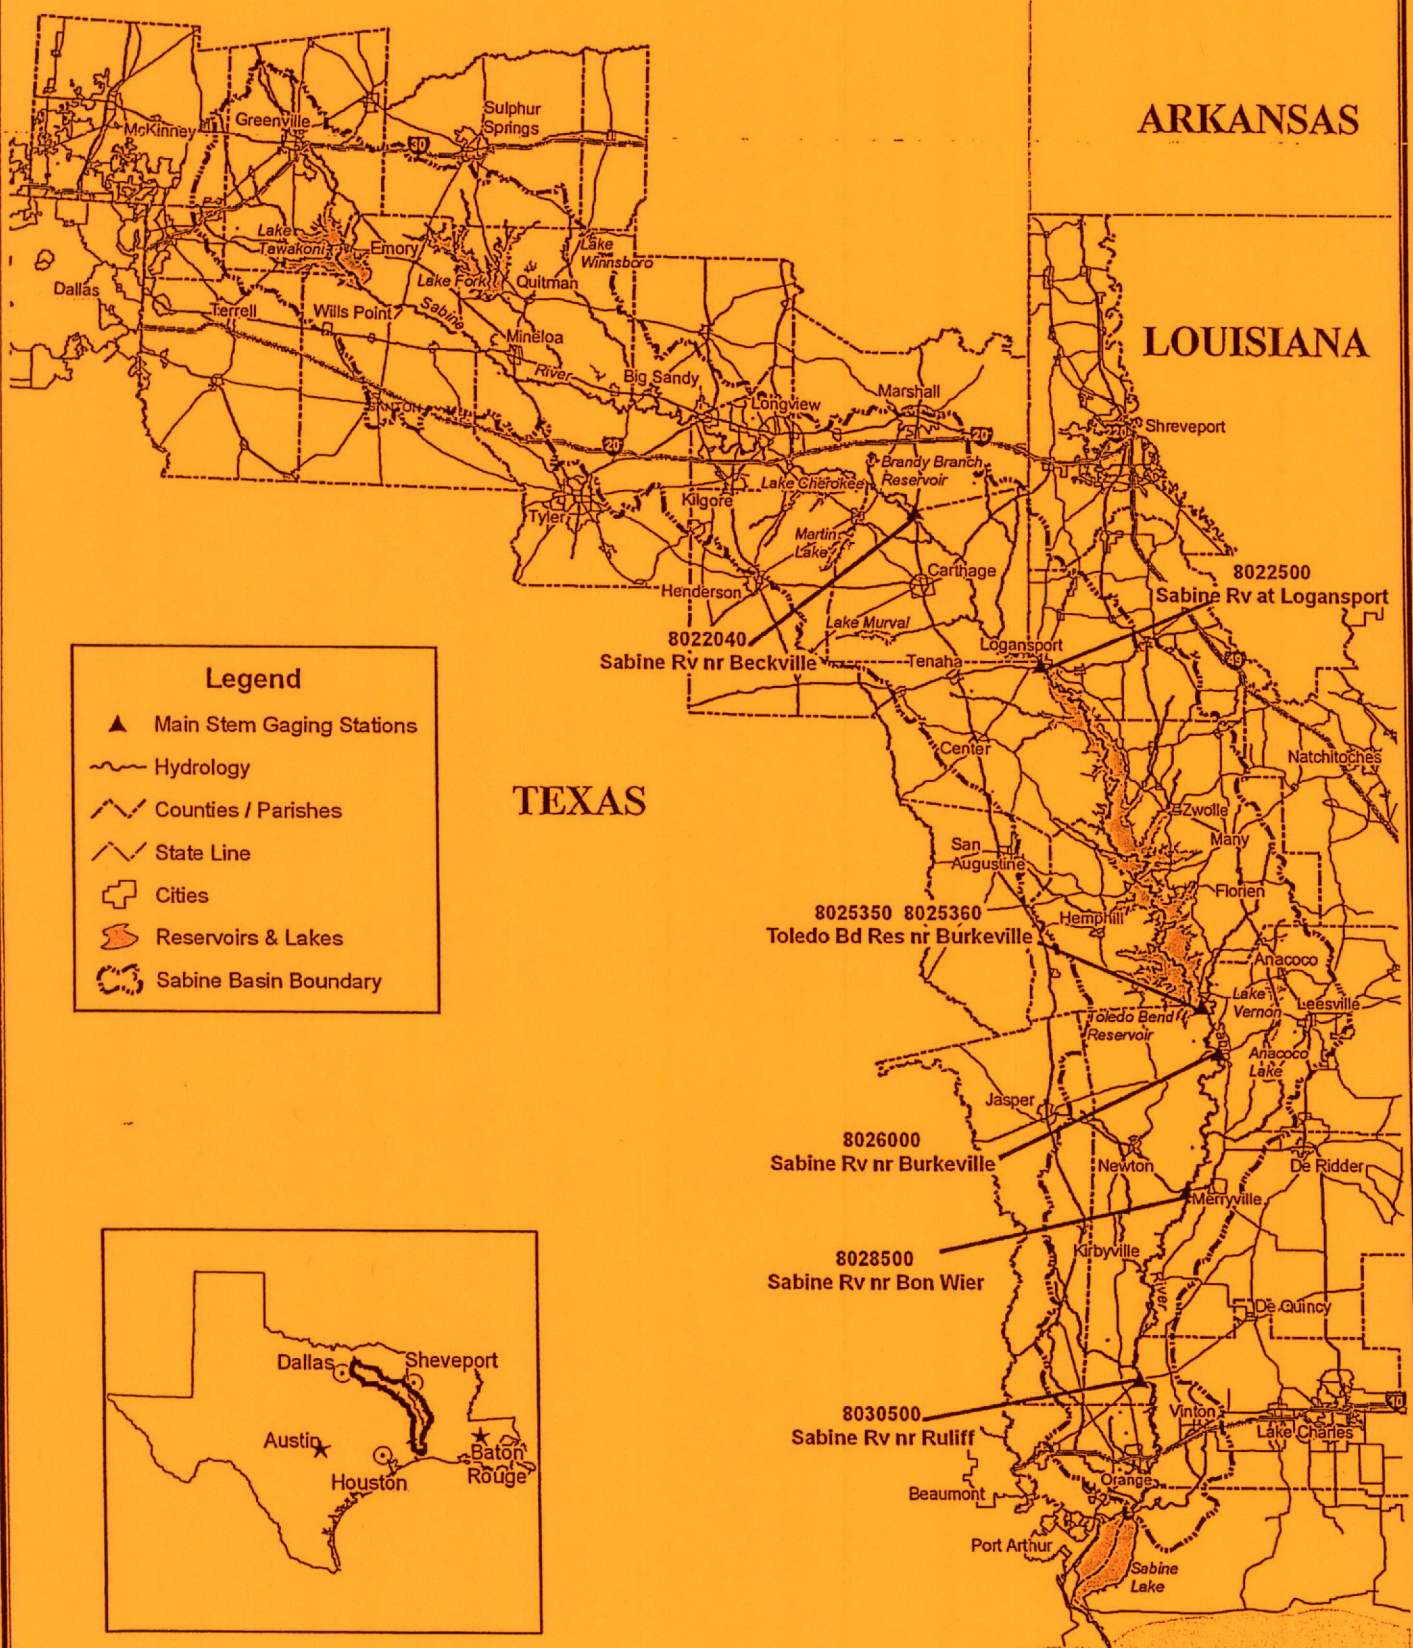 ARKANSAS
LOUISIANA
TEXAS
McKinney
Greenville
Sulphur
Springs
30
Lake
Tawakoni
Emory
Lake Fork
Quitman
Lake
Winnsboro
Dallas
Terrell
Wills Point
Sabine
River
Mineloa
Big Sandy
Longview
Marshall
20
20
Shreveport
Brandy Branch
Reservoir
Lake Cherokee
Kilgore
Tyler
Martin
Lake
Henderson
Carthage
Lake Murval
8022040
Sabine Rv nr Beckville
8022500
Sabine Rv at Logansport
Logansport
Tenaha
49
Center
Natchitoches
Zwolle
Many
San
Augustine
Florien
8025350 8025360
Toledo Bd Res nr Burkeville
Hemphill
Anacoco
Lake
Vernon
Leesville
Toledo Bend
Reservoir
Anacoco
Lake
Jasper
8026000
Sabine Rv nr Burkeville
Newton
De Ridder
Merryville
8028500
Sabine Rv nr Bon Wier
Kirbyville
River
De Quincy
8030500
Sabine Rv nr Ruliff
Vinton
10
Lake Charles
Orange
Beaumont
Port Arthur
Sabine
Lake
Legend
Main Stem Gaging Stations
Hydrology
Counties / Parishes
State Line
Cities
Reservoirs & Lakes
Sabine Basin Boundary
Dallas
Sheveport
Austin
Houston
Baton
Rouge